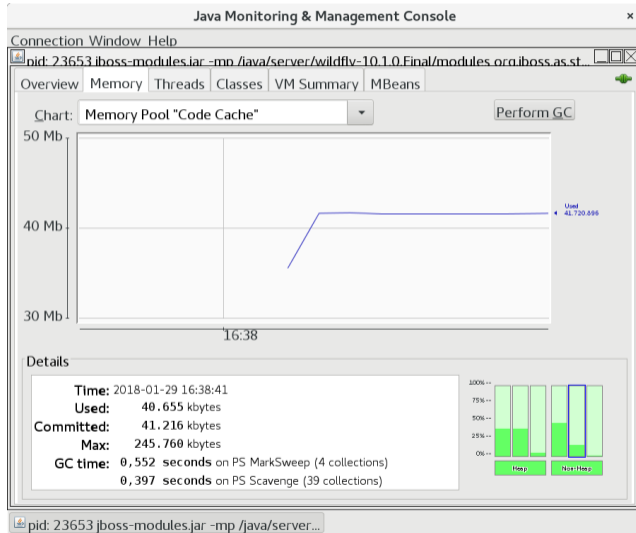 Java Monitoring & Management Console ×
Connection Window Help
pid: 23653 jboss-modules.jar -mp /java/server/wildfly-10.1.0.Final/modules org.jboss.as.st...
Overview Memory Threads Classes VM Summary MBeans
Chart: Memory Pool "Code Cache" Perform GC
50 Mb
Used
41.720.896
40 Mb
30 Mb
16:38
Details
Time: 2018-01-29 16:38:41
Used: 40.655 kbytes
Committed: 41.216 kbytes
Max: 245.760 kbytes
GC time: 0,552 seconds on PS MarkSweep (4 collections)
0,397 seconds on PS Scavenge (39 collections)
100% --
75% --
50% --
25% --
0% --
Heap Non-Heap
pid: 23653 jboss-modules.jar -mp /java/server...